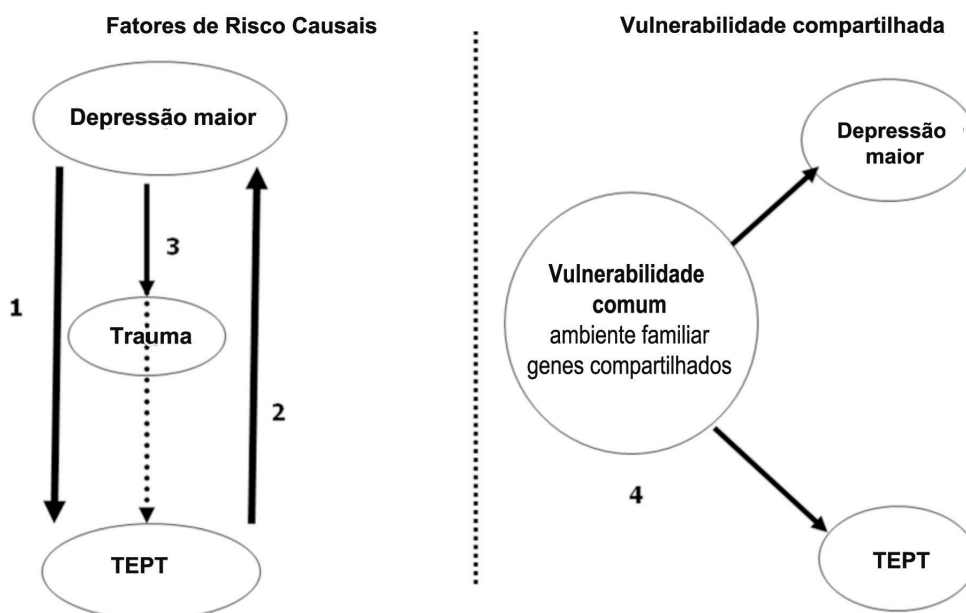 Fatores de Risco Causais
Depressão maior
3
1
Trauma
2
TEPT
Vulnerabilidade compartilhada
Depressão
maior
Vulnerabilidade
comum
ambiente familiar
genes compartilhados
4
TEPT